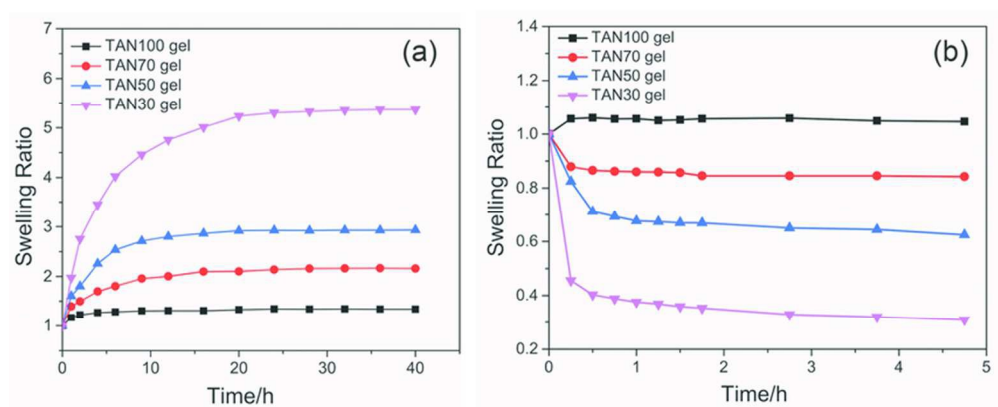 (a)
TAN100 gel
TAN70 gel
TAN50 gel
TAN30 gel
Swelling Ratio
7
6
5
4
3
2
1
0 10 20 30 40
Time/h
(b)
TAN100 gel
TAN70 gel
TAN50 gel
TAN30 gel
Swelling Ratio
1.4
1.2
1.0
0.8
0.6
0.4
0.2
0 1 2 3 4 5
Time/h